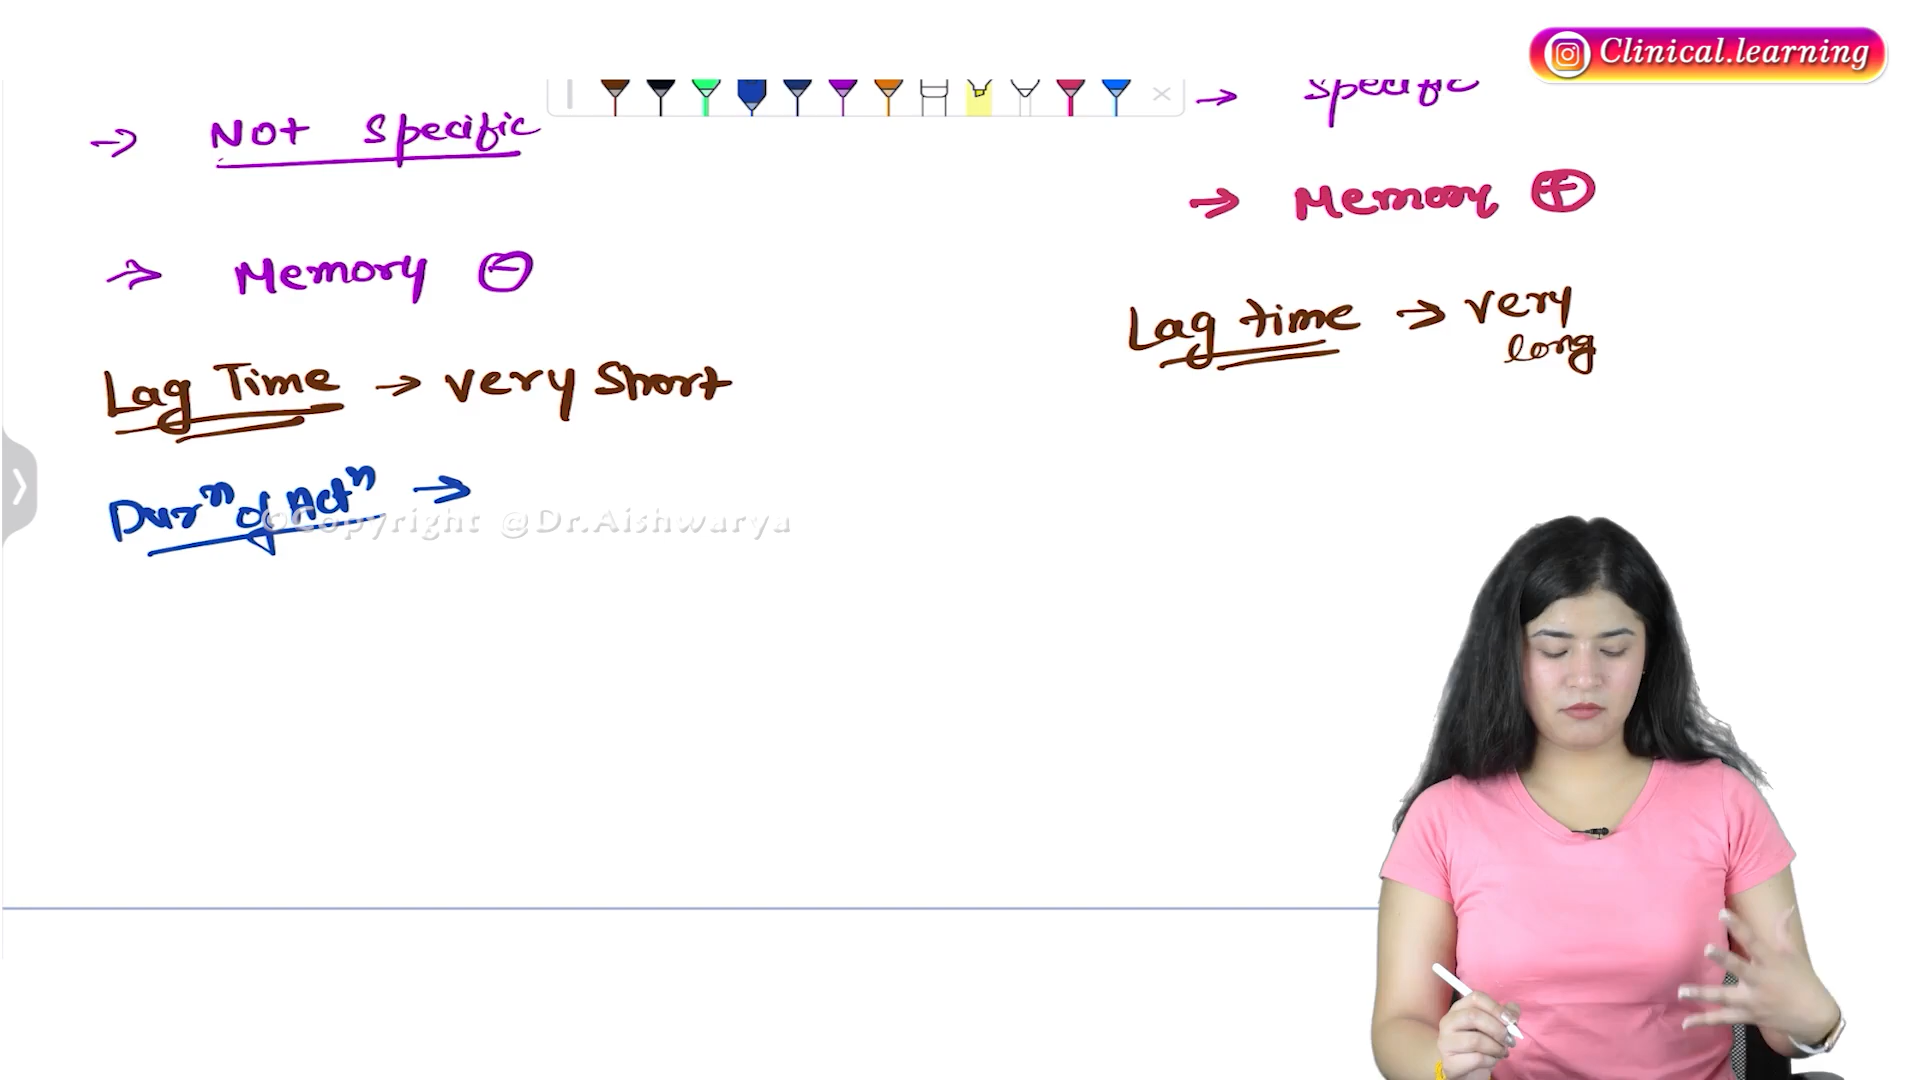 Clinical.learning
→ Not Specific
→ Specific
→ Memory ⊕
→ Memory ⊖
Lag time → very long
Lag Time → very short
Durⁿ of Actⁿ →
©Copyright @Dr.Aishwarya